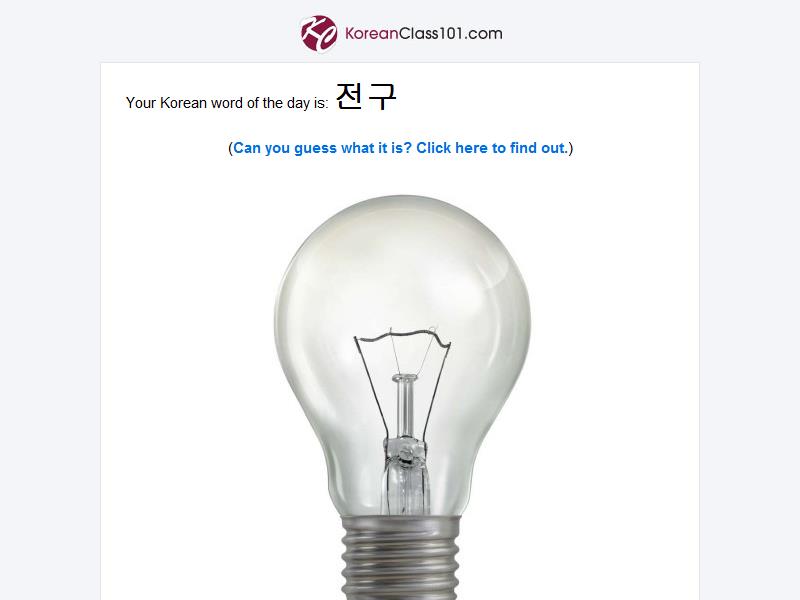 KoreanClass101.com
Your Korean word of the day is: 전구
(Can you guess what it is? Click here to find out.)